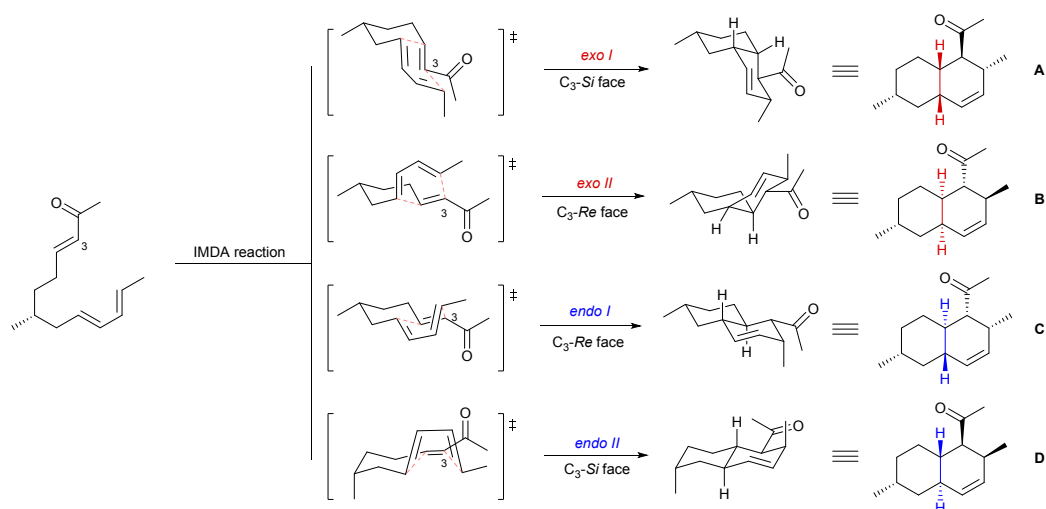 ‡
exo I
C3-Si face
3
O
H
H
O
O
H
H
A
‡
exo II
C3-Re face
3
O
H
H
O
O
H
H
B
O
3
IMDA reaction
‡
endo I
C3-Re face
3
O
H
H
O
O
H
H
C
‡
endo II
C3-Si face
O
3
H
O
H
O
H
H
D